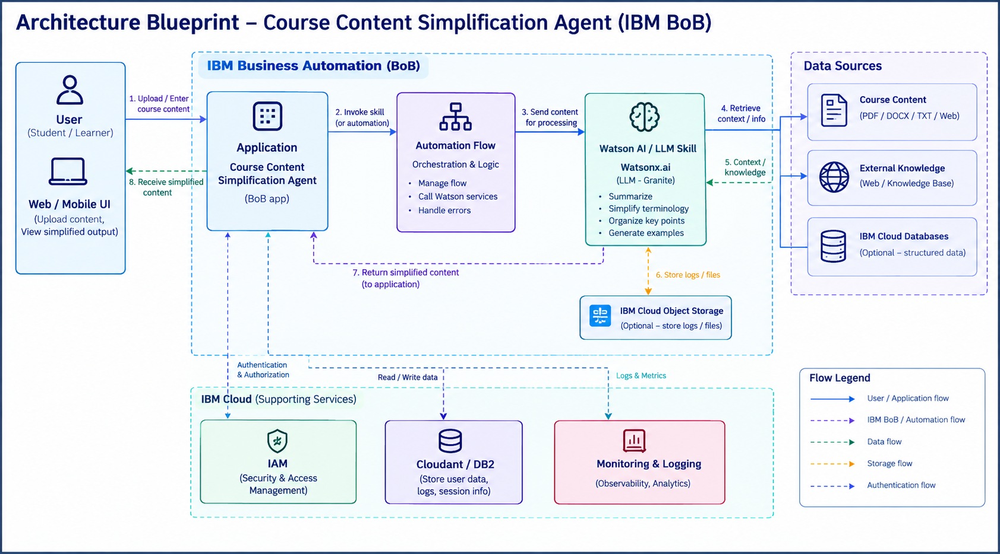 Architecture Blueprint – Course Content Simplification Agent (IBM BoB)
User
(Student / Learner)
Web / Mobile UI
(Upload content,
View simplified output)
1. Upload / Enter
course content
8. Receive simplified
content
IBM Business Automation (BoB)
Application
Course Content
Simplification Agent
(BoB app)
2. Invoke skill
(or automation)
Automation Flow
Orchestration & Logic
• Manage flow
• Call Watson services
• Handle errors
3. Send content
for processing
Watson AI / LLM Skill
Watsonx.ai
(LLM - Granite)
• Summarize
• Simplify terminology
• Organize key points
• Generate examples
4. Retrieve
context / info
5. Context /
knowledge
7. Return simplified content
(to application)
6. Store logs / files
IBM Cloud Object Storage
(Optional – store logs / files)
Data Sources
Course Content
(PDF / DOCX / TXT / Web)
External Knowledge
(Web / Knowledge Base)
IBM Cloud Databases
(Optional – structured data)
Authentication
& Authorization
Read / Write data
Logs & Metrics
IBM Cloud (Supporting Services)
IAM
(Security & Access
Management)
Cloudant / DB2
(Store user data,
logs, session info)
Monitoring & Logging
(Observability, Analytics)
Flow Legend
User / Application flow
IBM BoB / Automation flow
Data flow
Storage flow
Authentication flow